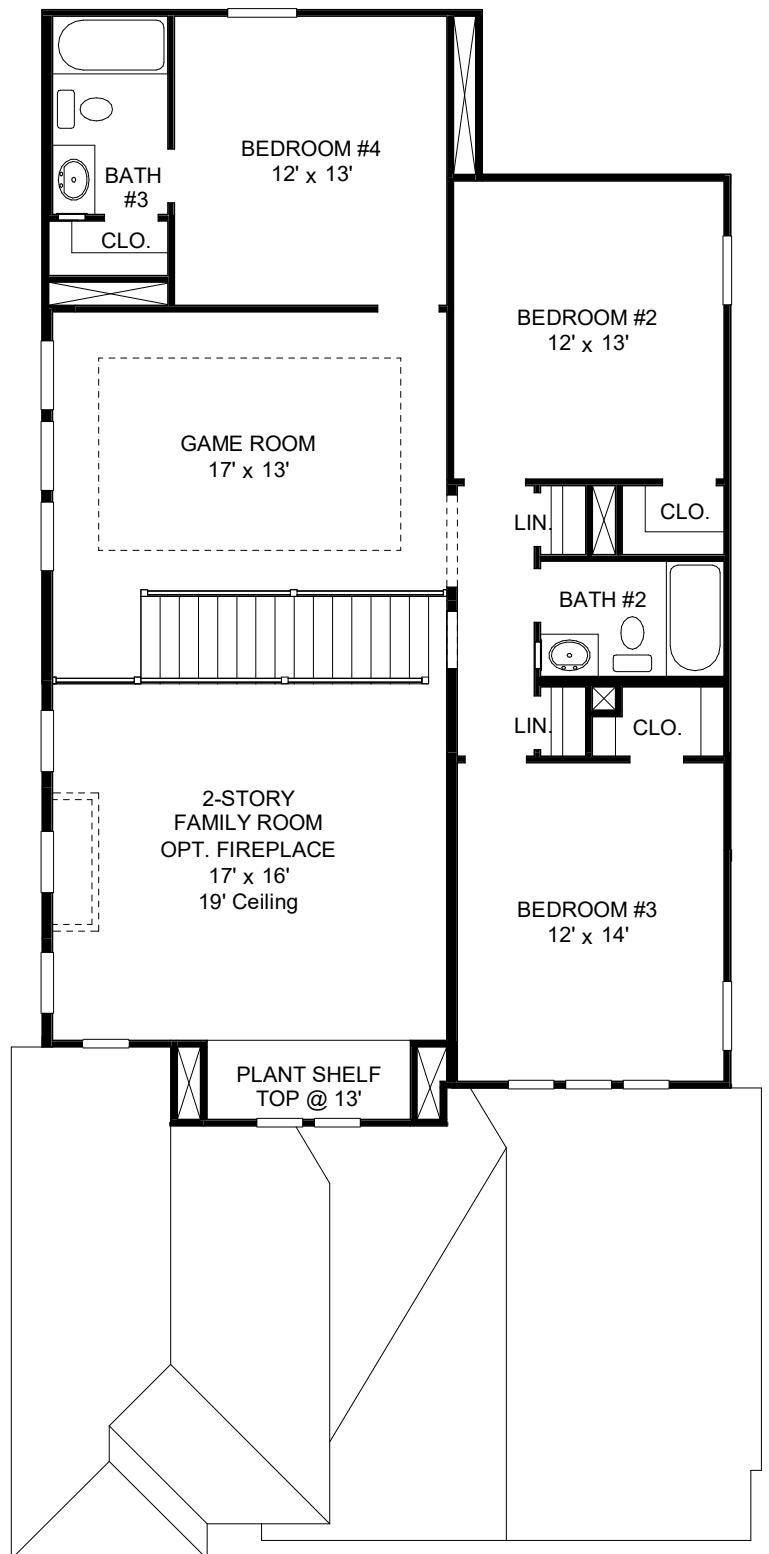 BEDROOM #4
12' x 13'
BATH
#3
CLO.
BEDROOM #2
12' x 13'
GAME ROOM
17' x 13'
LIN.
CLO.
BATH #2
LIN.
CLO.
2-STORY
FAMILY ROOM
OPT. FIREPLACE
17' x 16'
19' Ceiling
BEDROOM #3
12' x 14'
PLANT SHELF
TOP @ 13'